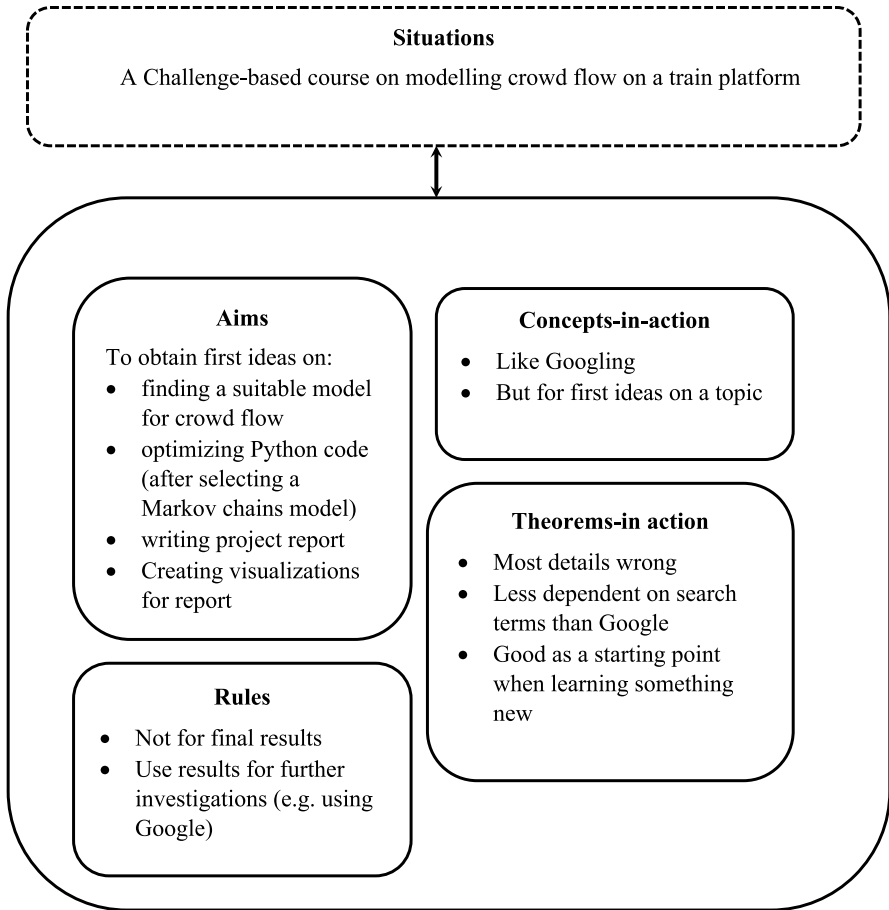 Situations
A Challenge-based course on modelling crowd flow on a train platform
Aims
To obtain first ideas on:
• finding a suitable model
for crowd flow
• optimizing Python code
(after selecting a
Markov chains model)
• writing project report
• Creating visualizations
for report
Concepts-in-action
• Like Googling
• But for first ideas on a topic
Theorems-in action
• Most details wrong
• Less dependent on search
terms than Google
• Good as a starting point
when learning something
new
Rules
• Not for final results
• Use results for further
investigations (e.g. using
Google)